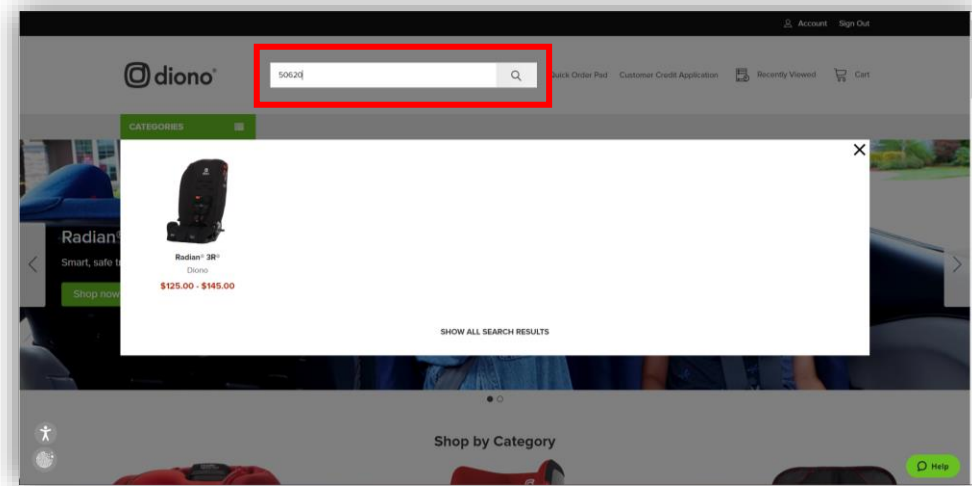 Account Sign Out
diono®
50620
Quick Order Pad Customer Credit Application Recently Viewed Cart
CATEGORIES
Radian®
Smart, safe
Shop now
Radian® 3R®
Diono
$125.00 - $145.00
SHOW ALL SEARCH RESULTS
Shop by Category
Help